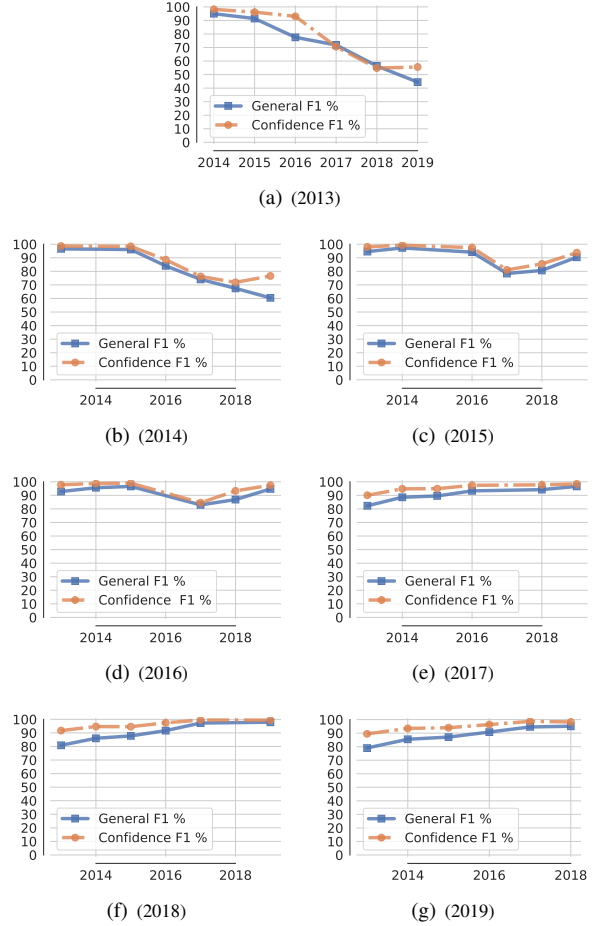 100
90
80
70
60
50
40
30
20
10
0
General F1 %
Confidence F1 %
2014 2015 2016 2017 2018 2019
(a) (2013)
100
90
80
70
60
50
40
30
20
10
0
General F1 %
Confidence F1 %
2014 2016 2018
(b) (2014)
100
90
80
70
60
50
40
30
20
10
0
General F1 %
Confidence F1 %
2014 2016 2018
(c) (2015)
100
90
80
70
60
50
40
30
20
10
0
General F1 %
Confidence F1 %
2014 2016 2018
(d) (2016)
100
90
80
70
60
50
40
30
20
10
0
General F1 %
Confidence F1 %
2014 2016 2018
(e) (2017)
100
90
80
70
60
50
40
30
20
10
0
General F1 %
Confidence F1 %
2014 2016 2018
(f) (2018)
100
90
80
70
60
50
40
30
20
10
0
General F1 %
Confidence F1 %
2014 2016 2018
(g) (2019)